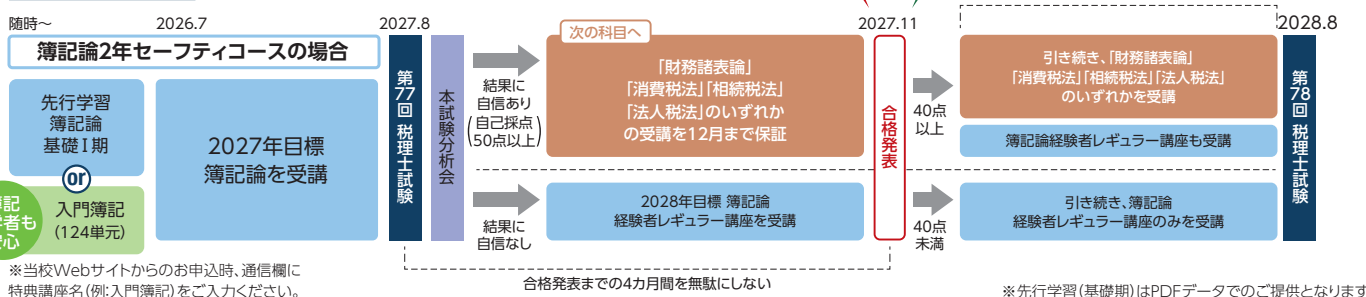 随時～
2026.7
2027.8
2027.11
2028.8
簿記論2年セーフティコースの場合
先行学習
簿記論
基礎Ⅰ期
or
入門簿記
(124単元)
簿記
学者も
安心
2027年目標
簿記論を受講
第77回 税理士試験
本試験分析会
結果に
自信あり
(自己採点
50点以上)
次の科目へ
「財務諸表論」
「消費税法」「相続税法」
「法人税法」のいずれか
の受講を12月まで保証
結果に
自信なし
2028年目標 簿記論
経験者レギュラー講座を受講
合格発表
40点
以上
引き続き、「財務諸表論」
「消費税法」「相続税法」「法人税法」
のいずれかを受講
簿記論経験者レギュラー講座も受講
40点
未満
引き続き、簿記論
経験者レギュラー講座のみを受講
第78回 税理士試験
※当校Webサイトからのお申込時、通信欄に
特典講座名(例:入門簿記)をご入力ください。
合格発表までの4カ月間を無駄にしない
※先行学習(基礎期)はPDFデータでのご提供となります